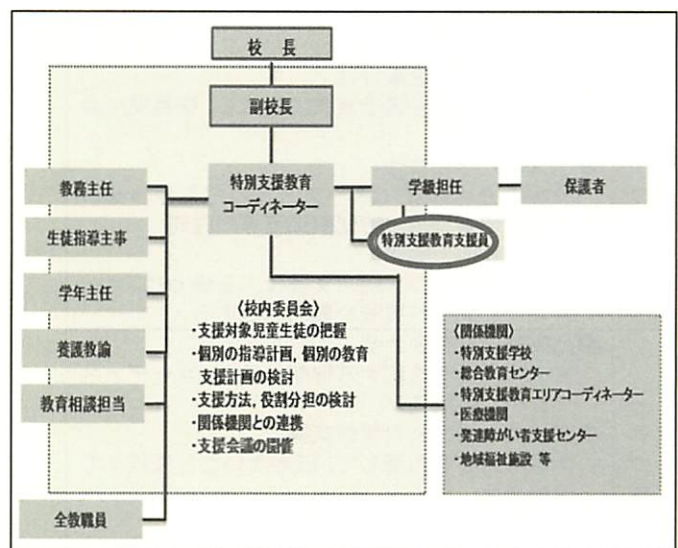 校 長
副校長
特別支援教育
コーディネーター
学級担任
保護者
特別支援教育支援員
教務主任
生徒指導主事
学年主任
養護教諭
教育相談担当
全教職員
〈校内委員会〉
・支援対象児童生徒の把握
・個別の指導計画，個別の教育
支援計画の検討
・支援方法，役割分担の検討
・関係機関との連携
・支援会議の開催
〈関係機関〉
・特別支援学校
・総合教育センター
・特別支援教育エリアコーディネーター
・医療機関
・発達障がい者支援センター
・地域福祉施設 等